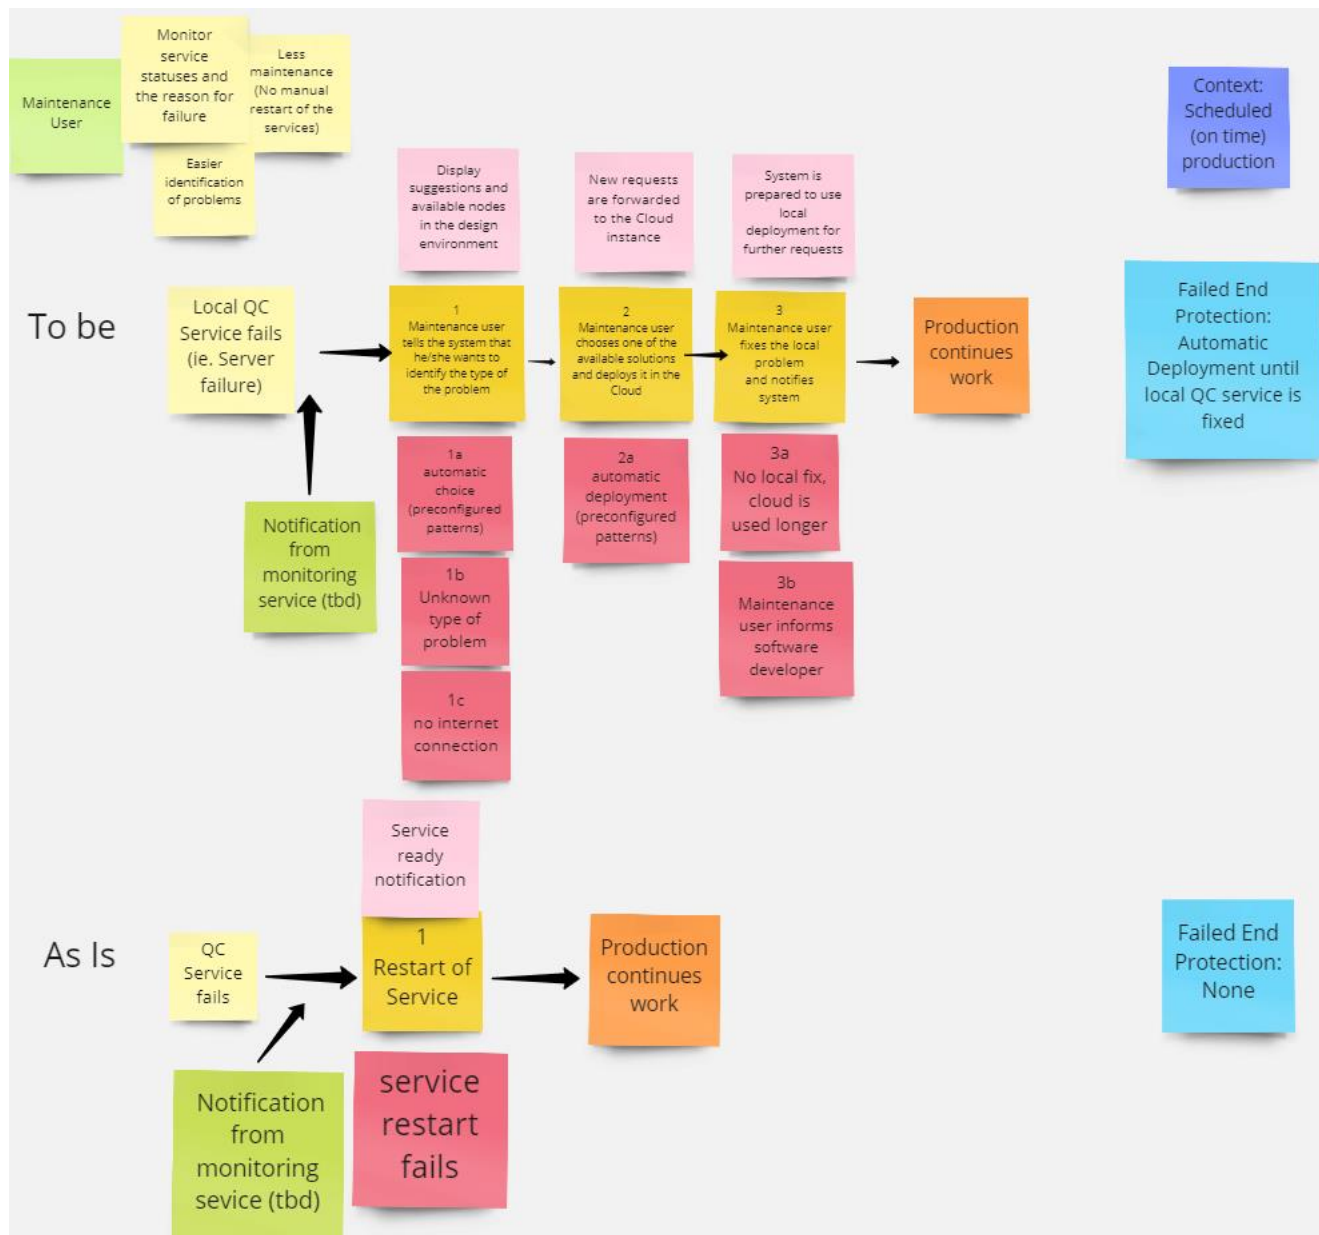 Maintenance
User
Monitor
service
statuses and
the reason for
failure
Less
maintenance
(No manual
restart of the
services)
Easier
identification
of problems
Context:
Scheduled
(on time)
production
Display
suggestions and
available nodes
in the design
environment
New requests
are forwarded
to the Cloud
instance
System is
prepared to use
local
deployment for
further requests
To be
Local QC
Service fails
(ie. Server
failure)
1
Maintenance user
tells the system that
he/she wants to
identify the type of
the problem
2
Maintenance user
chooses one of the
available solutions
and deploys it in the
Cloud
3
Maintenance user
fixes the local
problem
and notifies
system
Production
continues
work
Failed End
Protection:
Automatic
Deployment until
local QC service is
fixed
Notification
from
monitoring
service (tbd)
1a
automatic
choice
(preconfigured
patterns)
2a
automatic
deployment
(preconfigured
patterns)
3a
No local fix,
cloud is
used longer
1b
Unknown
type of
problem
3b
Maintenance
user informs
software
developer
1c
no internet
connection
Service
ready
notification
As Is
QC
Service
fails
1
Restart of
Service
Production
continues
work
Failed End
Protection:
None
Notification
from
monitoring
sevice (tbd)
service
restart
fails